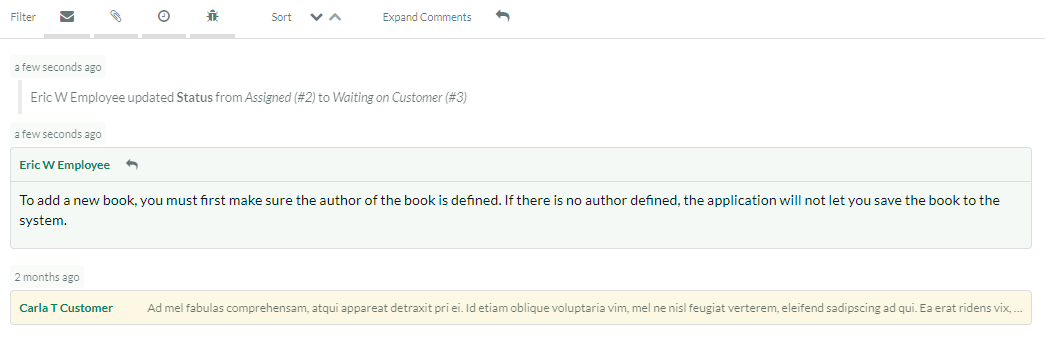 Filter Sort Expand Comments
a few seconds ago
Eric W Employee updated Status from Assigned (#2) to Waiting on Customer (#3)
a few seconds ago
Eric W Employee
To add a new book, you must first make sure the author of the book is defined. If there is no author defined, the application will not let you save the book to the
system.
2 months ago
Carla T Customer Ad mel fabulas comprehensam, atqui appareat detraxit pri ei. Id etiam oblique voluptaria vim, mel ne nisl feugiat verterem, eleifend sadipscing ad qui. Ea erat ridens vix, ...